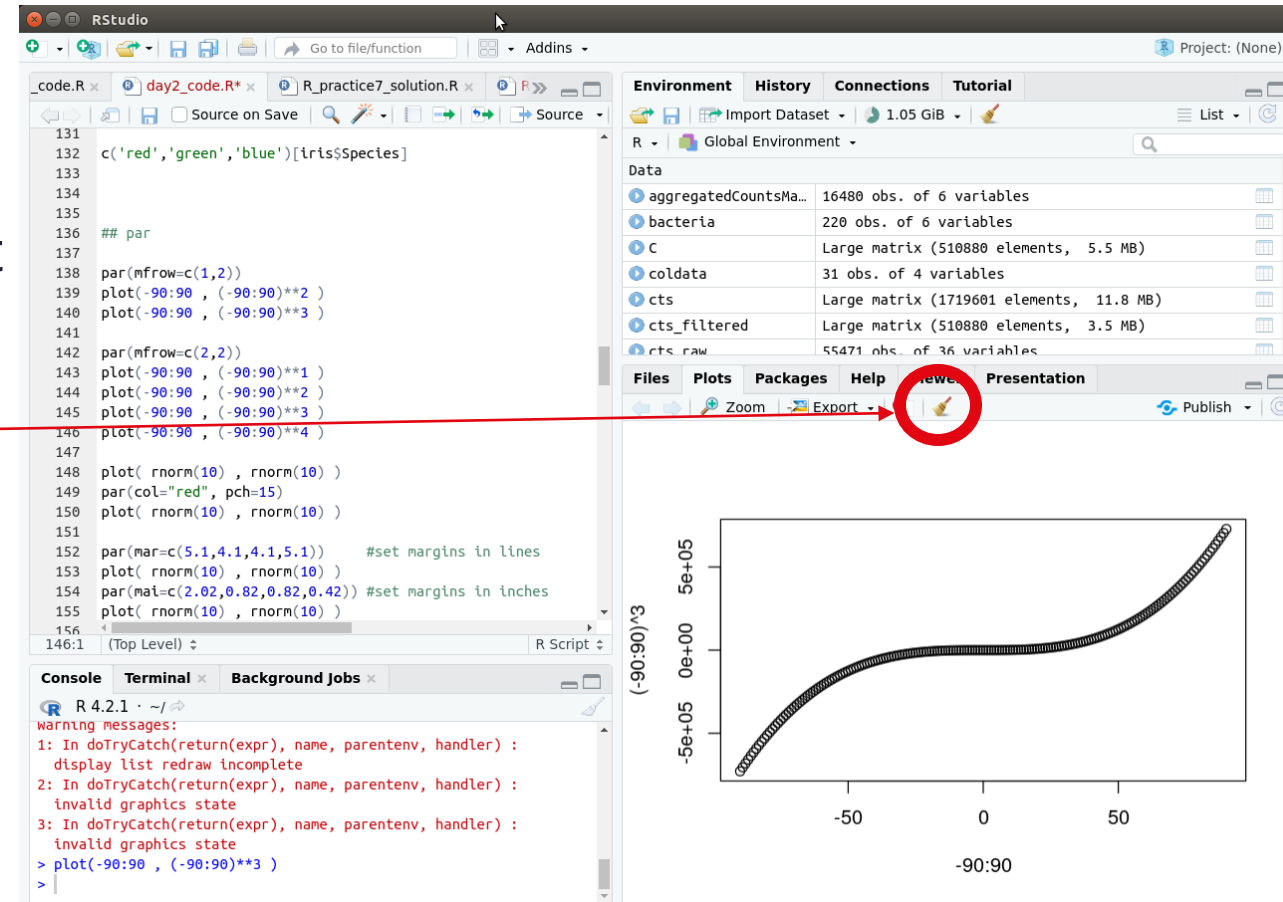 RStudio
Go to file/function
Addins
Project: (None)
_code.R
day2_code.R*
R_practice7_solution.R
R
Source on Save
Source
131
132 c('red','green','blue')[iris$Species]
133
134
135
136 ## par
137
138 par(mfrow=c(1,2))
139 plot(-90:90 , (-90:90)**2 )
140 plot(-90:90 , (-90:90)**3 )
141
142 par(mfrow=c(2,2))
143 plot(-90:90 , (-90:90)**1 )
144 plot(-90:90 , (-90:90)**2 )
145 plot(-90:90 , (-90:90)**3 )
146 plot(-90:90 , (-90:90)**4 )
147
148 plot( rnorm(10) , rnorm(10) )
149 par(col="red", pch=15)
150 plot( rnorm(10) , rnorm(10) )
151
152 par(mar=c(5.1,4.1,4.1,5.1)) #set margins in lines
153 plot( rnorm(10) , rnorm(10) )
154 par(mai=c(2.02,0.82,0.82,0.42)) #set margins in inches
155 plot( rnorm(10) , rnorm(10) )
156
146:1 (Top Level) R Script
Console Terminal Background Jobs
R 4.2.1 · ~/
Warning messages:
1: In doTryCatch(return(expr), name, parentenv, handler) :
display list redraw incomplete
2: In doTryCatch(return(expr), name, parentenv, handler) :
invalid graphics state
3: In doTryCatch(return(expr), name, parentenv, handler) :
invalid graphics state
> plot(-90:90 , (-90:90)**3 )
>
Environment History Connections Tutorial
Import Dataset 1.05 GiB List
R Global Environment
Data
aggregatedCountsMa… 16480 obs. of 6 variables
bacteria 220 obs. of 6 variables
C Large matrix (510880 elements, 5.5 MB)
coldata 31 obs. of 4 variables
cts Large matrix (1719601 elements, 11.8 MB)
cts_filtered Large matrix (510880 elements, 3.5 MB)
cts_raw 55471 obs. of 36 variables
Files Plots Packages Help Viewer Presentation
Zoom Export Publish
(-90:90)^3
5e+05
0e+00
-5e+05
-50 0 50
-90:90